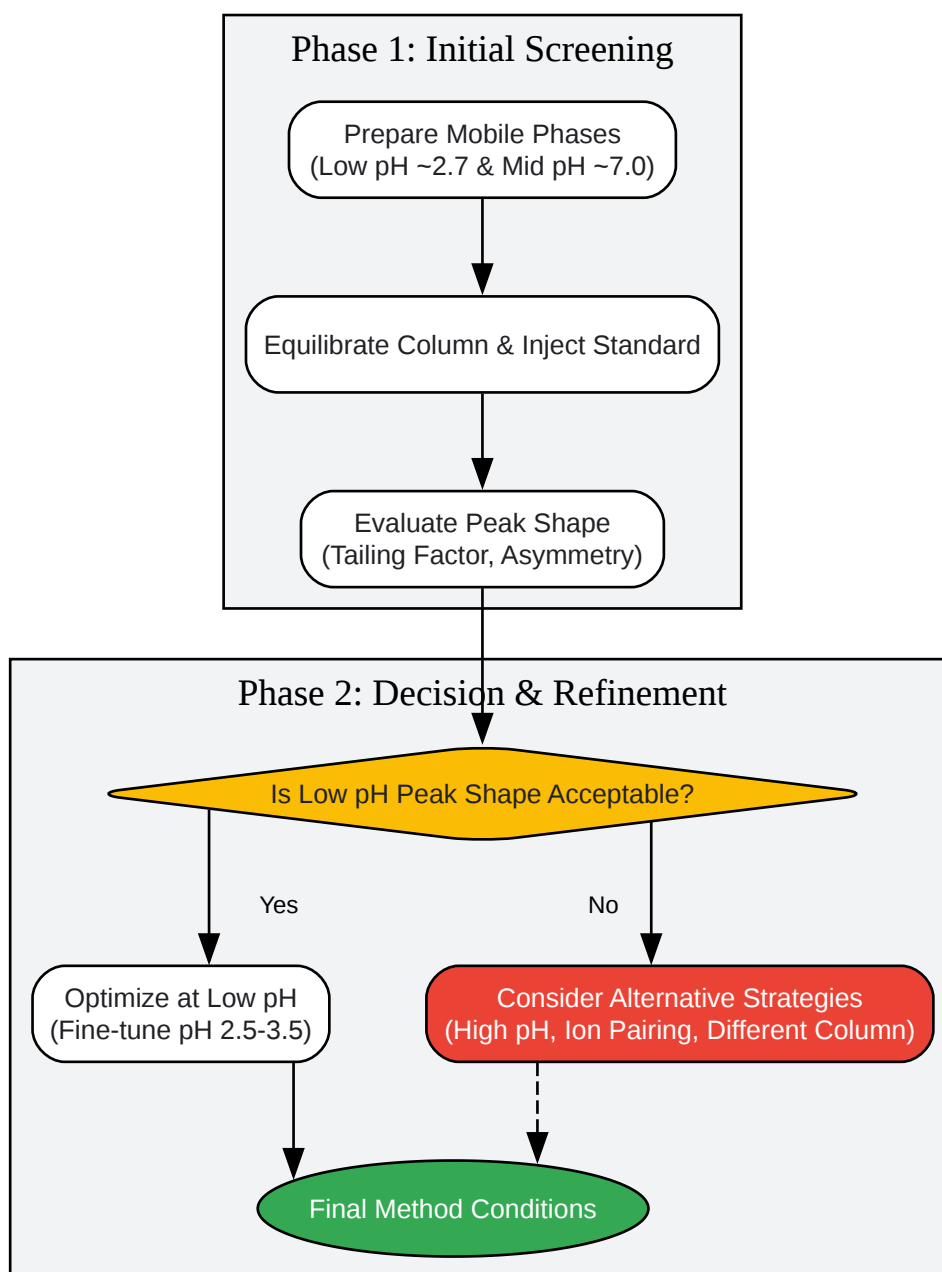 Phase 1: Initial Screening
Prepare Mobile Phases
(Low pH ~2.7 & Mid pH ~7.0)
Equilibrate Column & Inject Standard
Evaluate Peak Shape
(Tailing Factor, Asymmetry)
Phase 2: Decision & Refinement
Is Low pH Peak Shape Acceptable?
Yes
No
Optimize at Low pH
(Fine-tune pH 2.5-3.5)
Consider Alternative Strategies
(High pH, Ion Pairing, Different Column)
Final Method Conditions